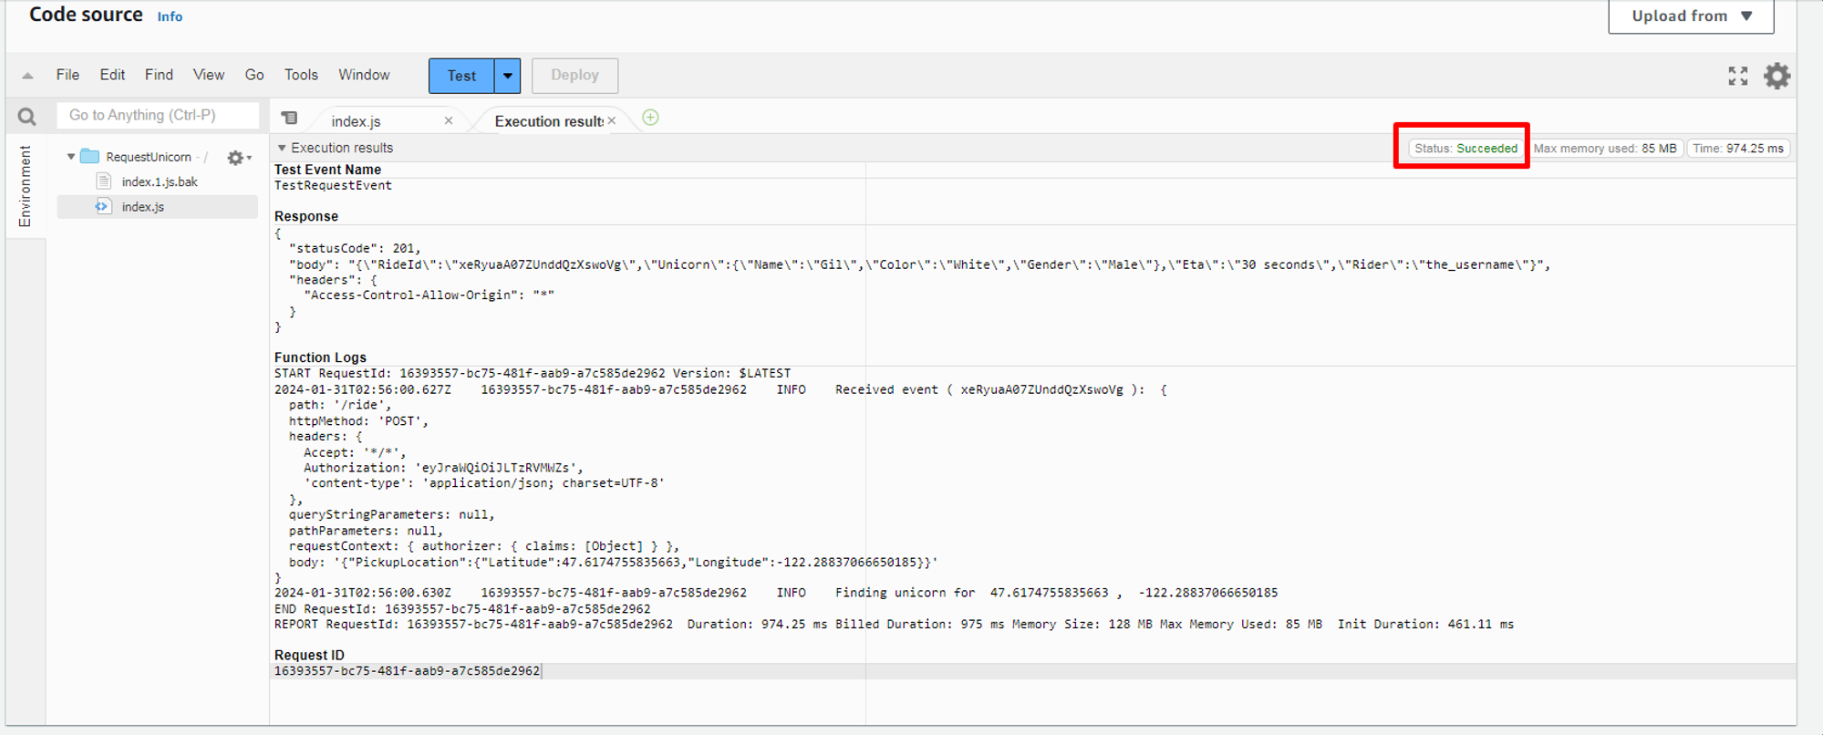 Code source Info
Upload from
File Edit Find View Go Tools Window Test Deploy
Go to Anything (Ctrl-P)
index.js
Execution results
Environment
RequestUnicorn - /
index.1.js.bak
index.js
Execution results
Status: Succeeded Max memory used: 85 MB Time: 974.25 ms
Test Event Name
TestRequestEvent
Response
{
  "statusCode": 201,
  "body": "{\"RideId\":\"xeRyuaA07ZUnddQzXswoVg\",\"Unicorn\":{\"Name\":\"Gil\",\"Color\":\"White\",\"Gender\":\"Male\"},\"Eta\":\"30 seconds\",\"Rider\":\"the_username\"}",
  "headers": {
    "Access-Control-Allow-Origin": "*"
  }
}
Function Logs
START RequestId: 16393557-bc75-481f-aab9-a7c585de2962 Version: $LATEST
2024-01-31T02:56:00.627Z    16393557-bc75-481f-aab9-a7c585de2962    INFO    Received event ( xeRyuaA07ZUnddQzXswoVg ):  {
  path: '/ride',
  httpMethod: 'POST',
  headers: {
    Accept: '*/*',
    Authorization: 'eyJraWQiOiJLTzRVMWZs',
    'content-type': 'application/json; charset=UTF-8'
  },
  queryStringParameters: null,
  pathParameters: null,
  requestContext: { authorizer: { claims: [Object] } },
  body: '{"PickupLocation":{"Latitude":47.6174755835663,"Longitude":-122.28837066650185}}'
}
2024-01-31T02:56:00.630Z    16393557-bc75-481f-aab9-a7c585de2962    INFO    Finding unicorn for  47.6174755835663 ,  -122.28837066650185
END RequestId: 16393557-bc75-481f-aab9-a7c585de2962
REPORT RequestId: 16393557-bc75-481f-aab9-a7c585de2962  Duration: 974.25 ms Billed Duration: 975 ms Memory Size: 128 MB Max Memory Used: 85 MB  Init Duration: 461.11 ms
Request ID
16393557-bc75-481f-aab9-a7c585de2962